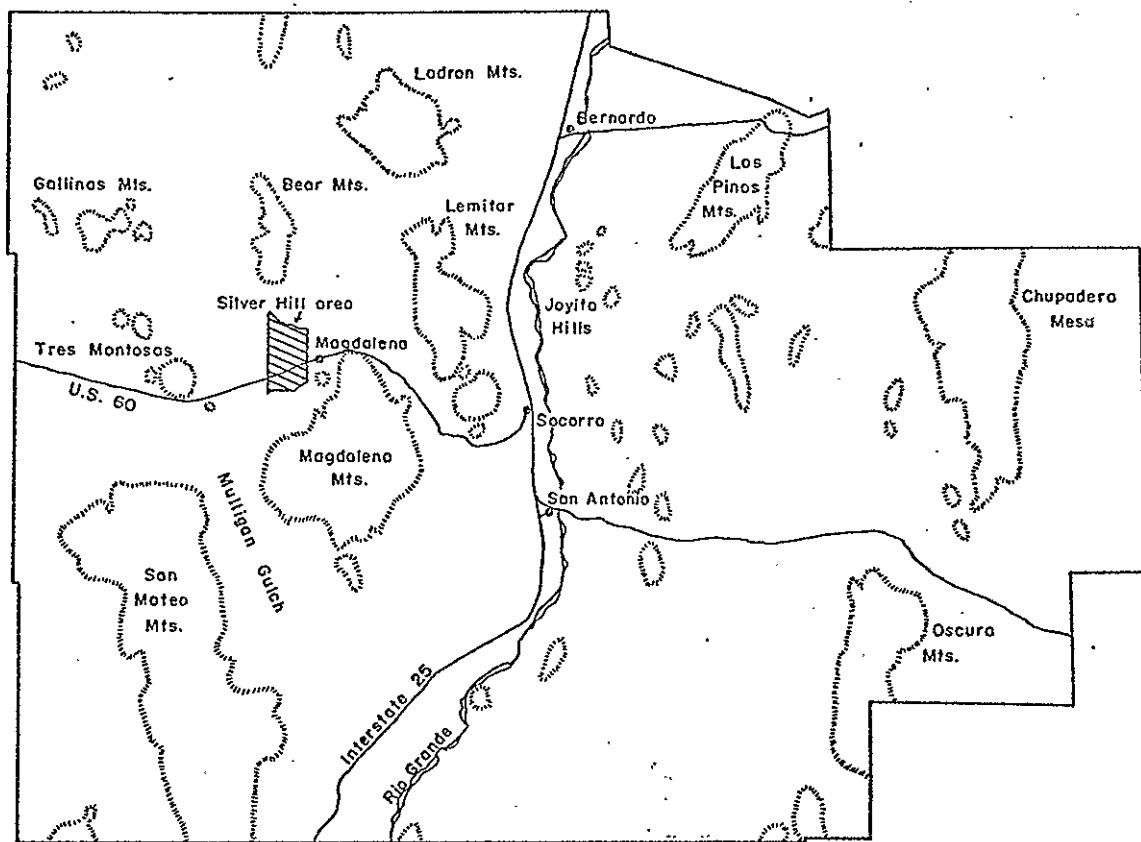 Ladron Mts.
Bernardo
Los
Pinos
Mts.
Gallinas Mts.
Bear Mts.
Lemitar
Mts.
Silver Hill area
Joyita
Hills
Chupadera
Mesa
Tres Montosas
Magdalena
U.S. 60
Socorro
Magdalena
Mts.
San Antonio
Mulligan Gulch
San
Mateo
Mts.
Oscura
Mts.
Interstate 25
Rio Grande